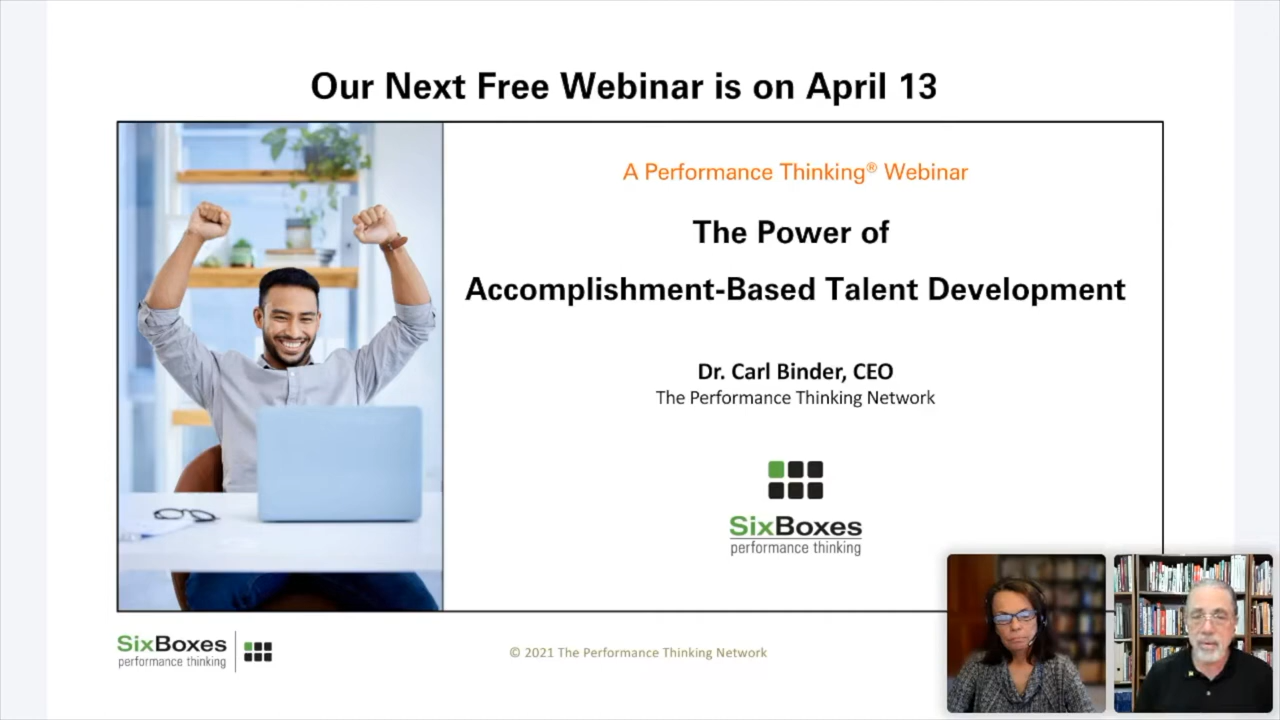 Our Next Free Webinar is on April 13
A Performance Thinking® Webinar
The Power of
Accomplishment-Based Talent Development
Dr. Carl Binder, CEO
The Performance Thinking Network
SixBoxes
performance thinking
SixBoxes
performance thinking
© 2021 The Performance Thinking Network